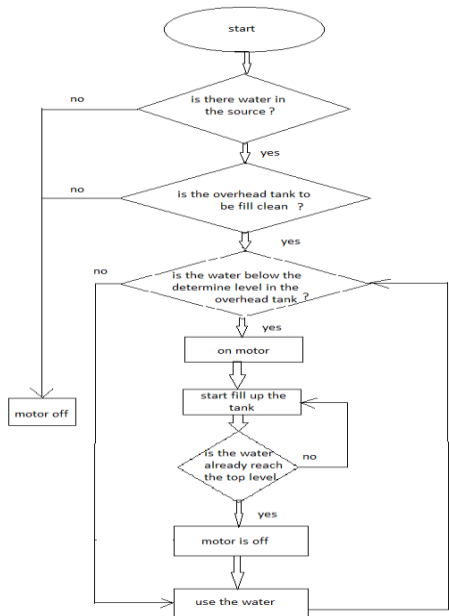 start
no
is there water in
the source ?
yes
no
is the overhead tank to
be fill clean ?
yes
no
is the water below the
determine level in the
overhead tank ?
yes
on motor
motor off
start fill up the
tank
is the water
already reach
the top level
no
yes
motor is off
use the water